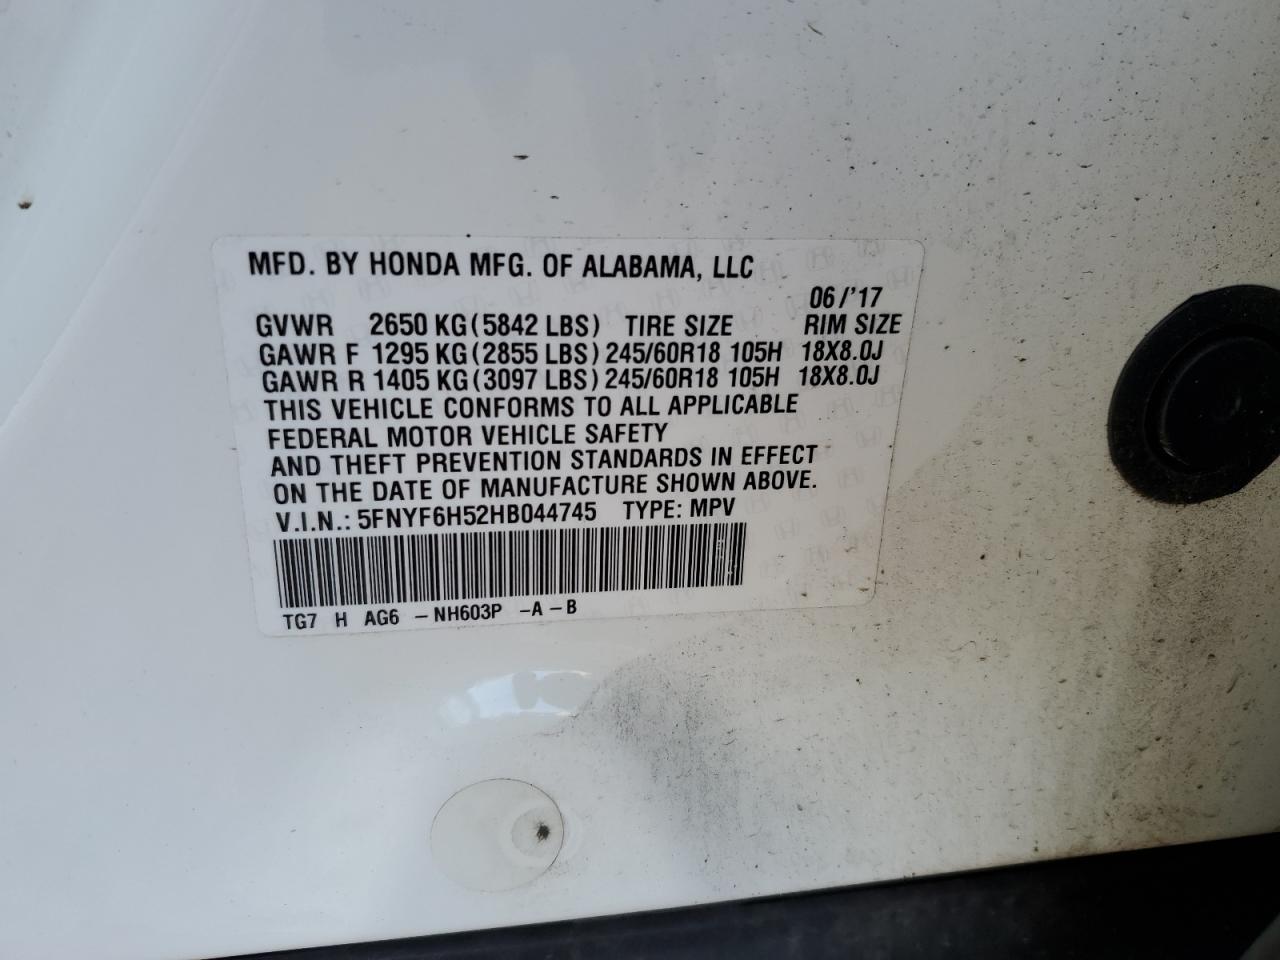 MFD. BY HONDA MFG. OF ALABAMA, LLC
06/'17
GVWR 2650 KG(5842 LBS) TIRE SIZE RIM SIZE
GAWR F 1295 KG(2855 LBS) 245/60R18 105H 18X8.0J
GAWR R 1405 KG(3097 LBS) 245/60R18 105H 18X8.0J
THIS VEHICLE CONFORMS TO ALL APPLICABLE
FEDERAL MOTOR VEHICLE SAFETY
AND THEFT PREVENTION STANDARDS IN EFFECT
ON THE DATE OF MANUFACTURE SHOWN ABOVE.
V.I.N.: 5FNYF6H52HB044745 TYPE: MPV
TG7 H AG6 -NH603P -A-B